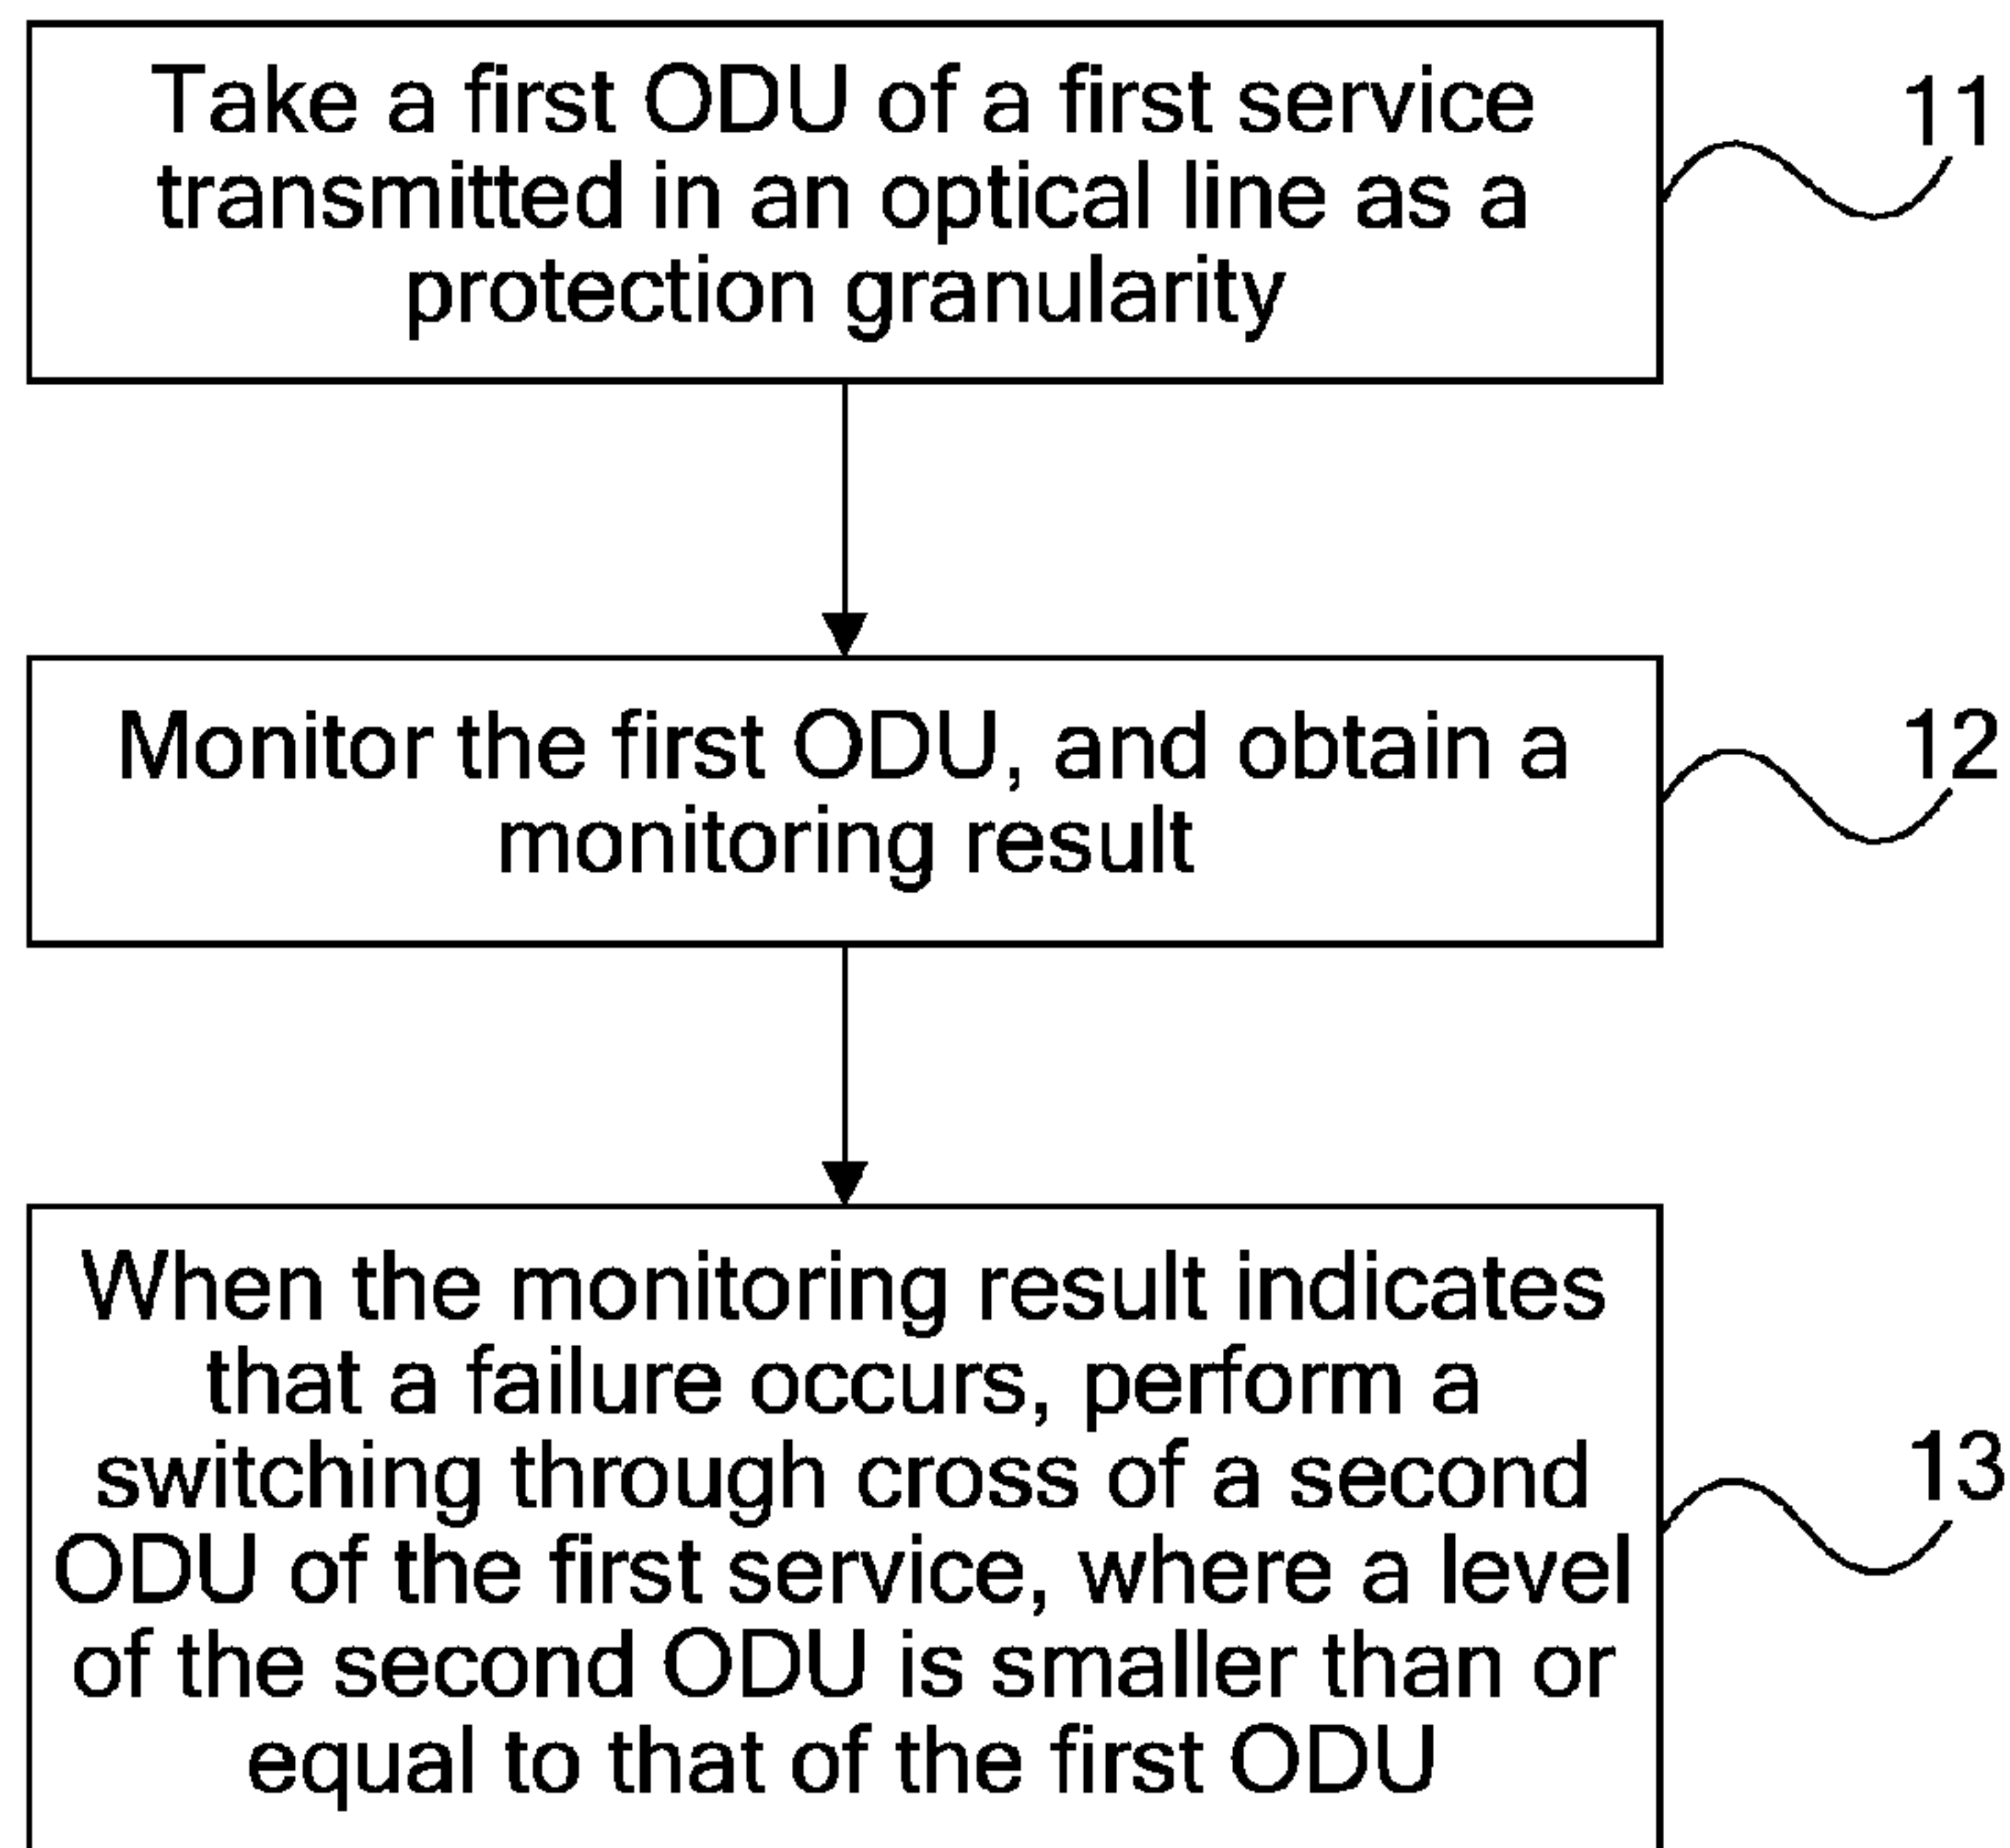 Take a first ODU of a first service
transmitted in an optical line as a
protection granularity
11
Monitor the first ODU, and obtain a
monitoring result
12
When the monitoring result indicates
that a failure occurs, perform a
switching through cross of a second
ODU of the first service, where a level
of the second ODU is smaller than or
equal to that of the first ODU
13